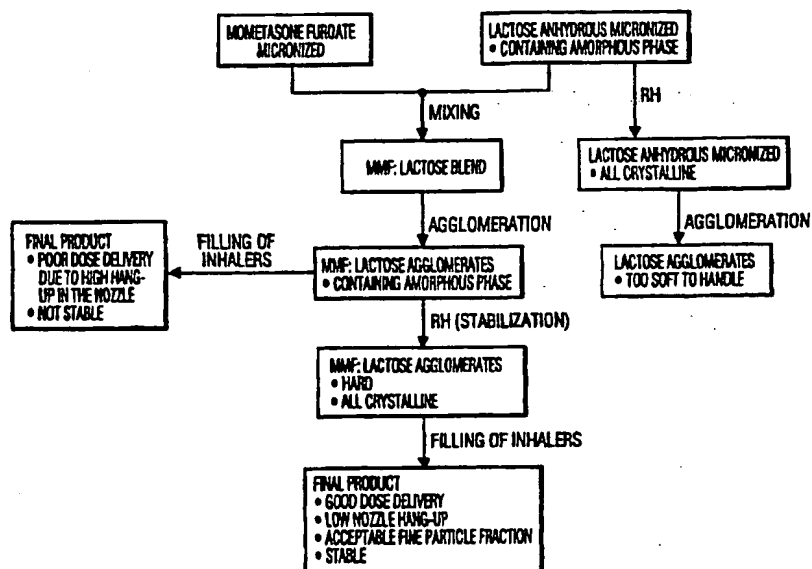 MOMETASONE FUROATE
MICRONIZED
LACTOSE ANHYDROUS MICRONIZED
• CONTAINING AMORPHOUS PHASE
MIXING
RH
MMF: LACTOSE BLEND
LACTOSE ANHYDROUS MICRONIZED
• ALL CRYSTALLINE
AGGLOMERATION
AGGLOMERATION
FINAL PRODUCT
• POOR DOSE DELIVERY
DUE TO HIGH HANG-
UP IN THE NOZZLE
• NOT STABLE
FILLING OF
INHALERS
MMF: LACTOSE AGGLOMERATES
• CONTAINING AMORPHOUS PHASE
LACTOSE AGGLOMERATES
• TOO SOFT TO HANDLE
RH (STABILIZATION)
MMF: LACTOSE AGGLOMERATES
• HARD
• ALL CRYSTALLINE
FILLING OF INHALERS
FINAL PRODUCT
• GOOD DOSE DELIVERY
• LOW NOZZLE HANG-UP
• ACCEPTABLE FINE PARTICLE FRACTION
• STABLE